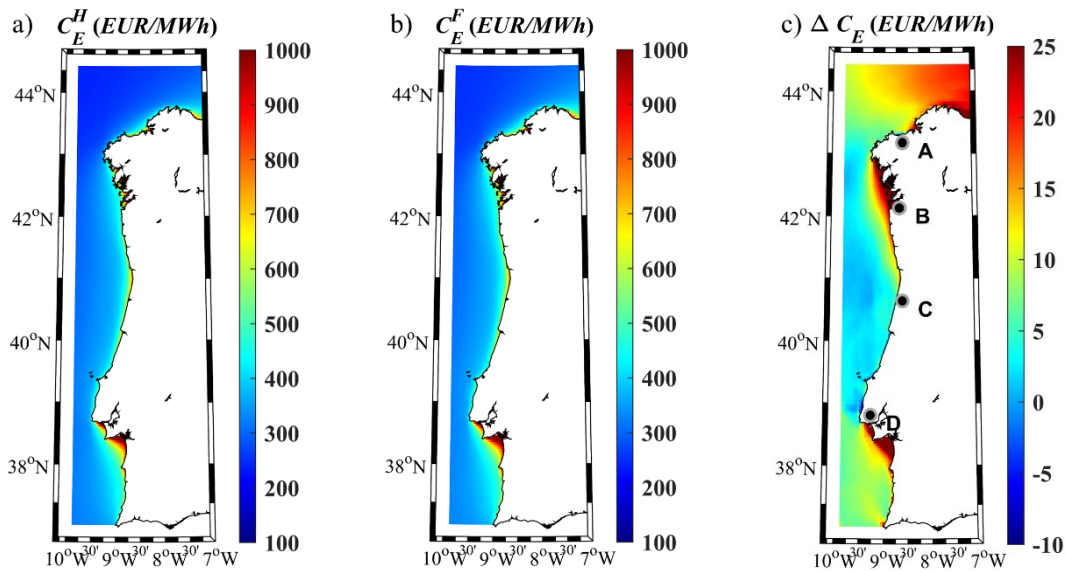 a) C_E^H (EUR/MWh)
44°N
42°N
40°N
38°N
10°W 30' 9°W 30' 8°W 30' 7°W
1000
900
800
700
600
500
400
300
200
100
b) C_E^F (EUR/MWh)
44°N
42°N
40°N
38°N
10°W 30' 9°W 30' 8°W 30' 7°W
1000
900
800
700
600
500
400
300
200
100
c) Δ C_E (EUR/MWh)
44°N
42°N
40°N
38°N
10°W 30' 9°W 30' 8°W 30' 7°W
A
B
C
D
25
20
15
10
5
0
-5
-10